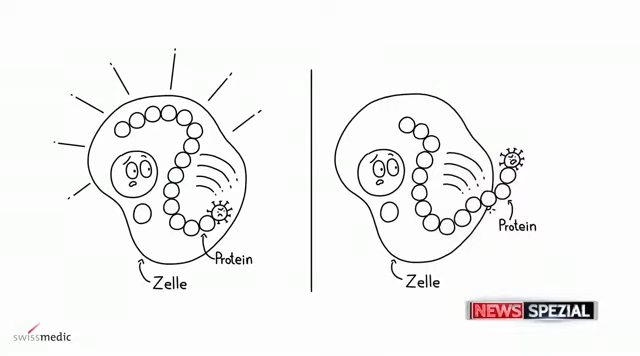 Protein
Zelle
Protein
Zelle
NEWS SPEZIAL
swissmedic